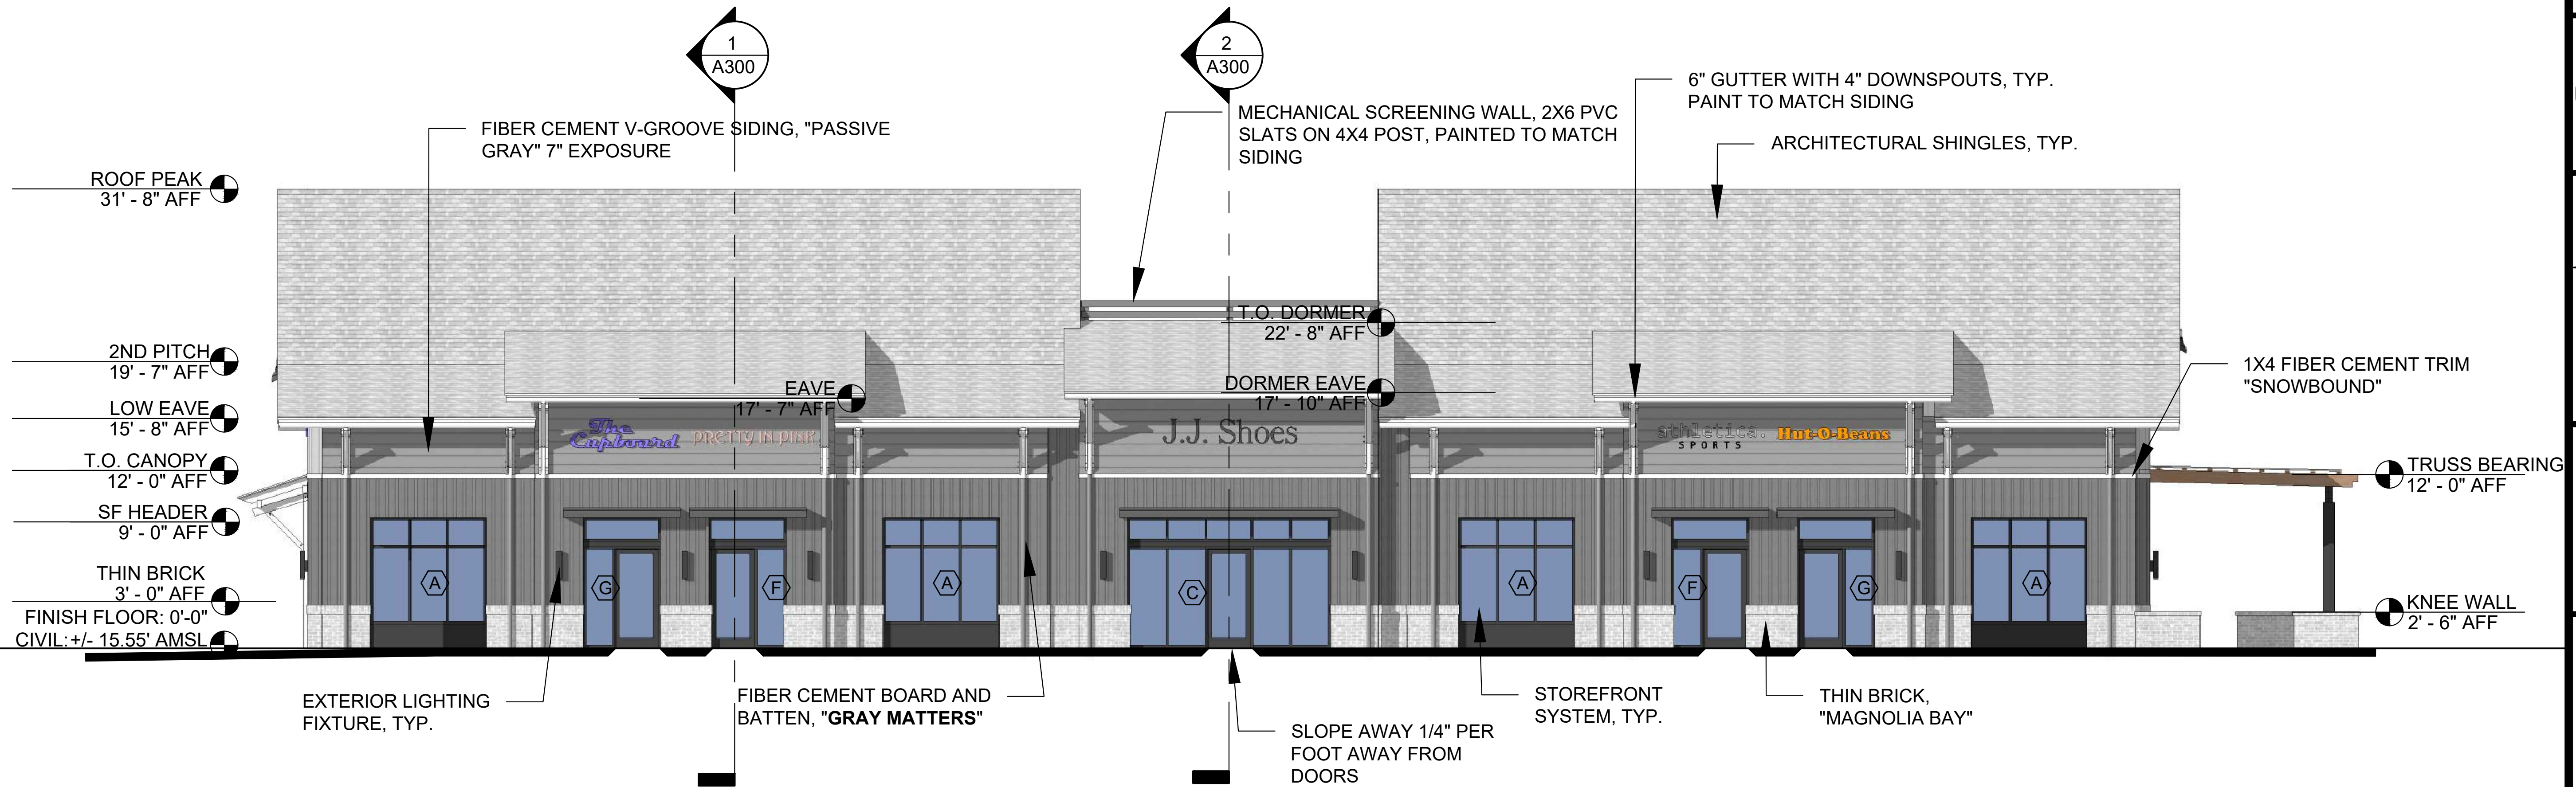 1
A300
2
A300
6" GUTTER WITH 4" DOWNSPOUTS, TYP.
PAINT TO MATCH SIDING
MECHANICAL SCREENING WALL, 2X6 PVC
SLATS ON 4X4 POST, PAINTED TO MATCH
SIDING
FIBER CEMENT V-GROOVE SIDING, "PASSIVE
GRAY" 7" EXPOSURE
ARCHITECTURAL SHINGLES, TYP.
ROOF PEAK
31' - 8" AFF
T.O. DORMER
22' - 8" AFF
2ND PITCH
19' - 7" AFF
1X4 FIBER CEMENT TRIM
"SNOWBOUND"
EAVE
17' - 7" AFF
DORMER EAVE
17' - 10" AFF
LOW EAVE
15' - 8" AFF
The
Cupboard
PRETTY IN PINK
J.J. Shoes
athletica.
SPORTS
Hut-O-Beans
T.O. CANOPY
12' - 0" AFF
TRUSS BEARING
12' - 0" AFF
SF HEADER
9' - 0" AFF
THIN BRICK
3' - 0" AFF
A
G
F
A
C
A
F
G
A
FINISH FLOOR: 0'-0"
CIVIL:+/- 15.55' AMSL
KNEE WALL
2' - 6" AFF
EXTERIOR LIGHTING
FIXTURE, TYP.
FIBER CEMENT BOARD AND
BATTEN, "GRAY MATTERS"
SLOPE AWAY 1/4" PER
FOOT AWAY FROM
DOORS
STOREFRONT
SYSTEM, TYP.
THIN BRICK,
"MAGNOLIA BAY"